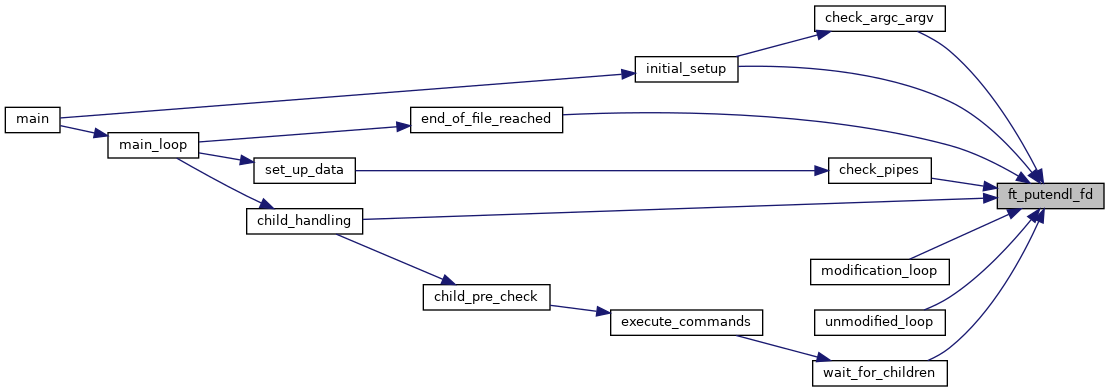 check_argc_argv
initial_setup
main
end_of_file_reached
main_loop
set_up_data
check_pipes
ft_putendl_fd
child_handling
modification_loop
child_pre_check
execute_commands
unmodified_loop
wait_for_children